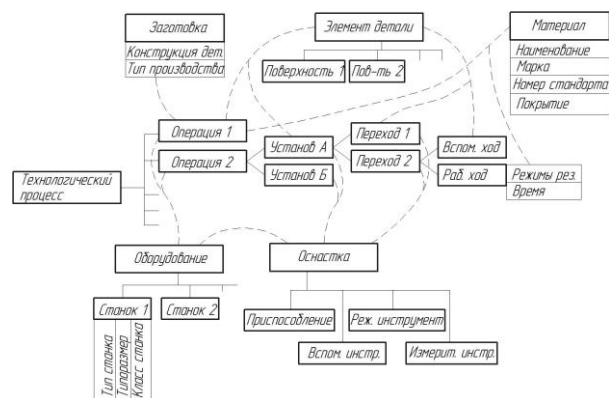 Заготовка
Конструкция дет.
Тип производства
Элемент детали
Поверхность 1
Пов-ть 2
Материал
Наименование
Марка
Номер стандарта
Покрытие
Операция 1
Операция 2
Установ А
Установ Б
Переход 1
Переход 2
Вспом. ход
Раб. ход
Режимы рез.
Время
Технологический
процесс
Оборудование
Станок 1
Станок 2
Тип станка
Типоразмер
Класс станка
Оснастка
Приспособление
Реж. инструмент
Вспом. инстр.
Измерит. инстр.